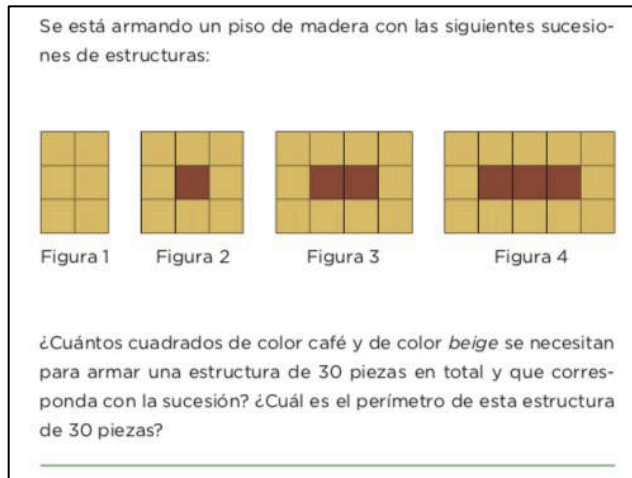 Se está armando un piso de madera con las siguientes sucesio-
nes de estructuras:
Figura 1
Figura 2
Figura 3
Figura 4
¿Cuántos cuadrados de color café y de color beige se necesitan
para armar una estructura de 30 piezas en total y que corres-
ponda con la sucesión? ¿Cuál es el perímetro de esta estructura
de 30 piezas?